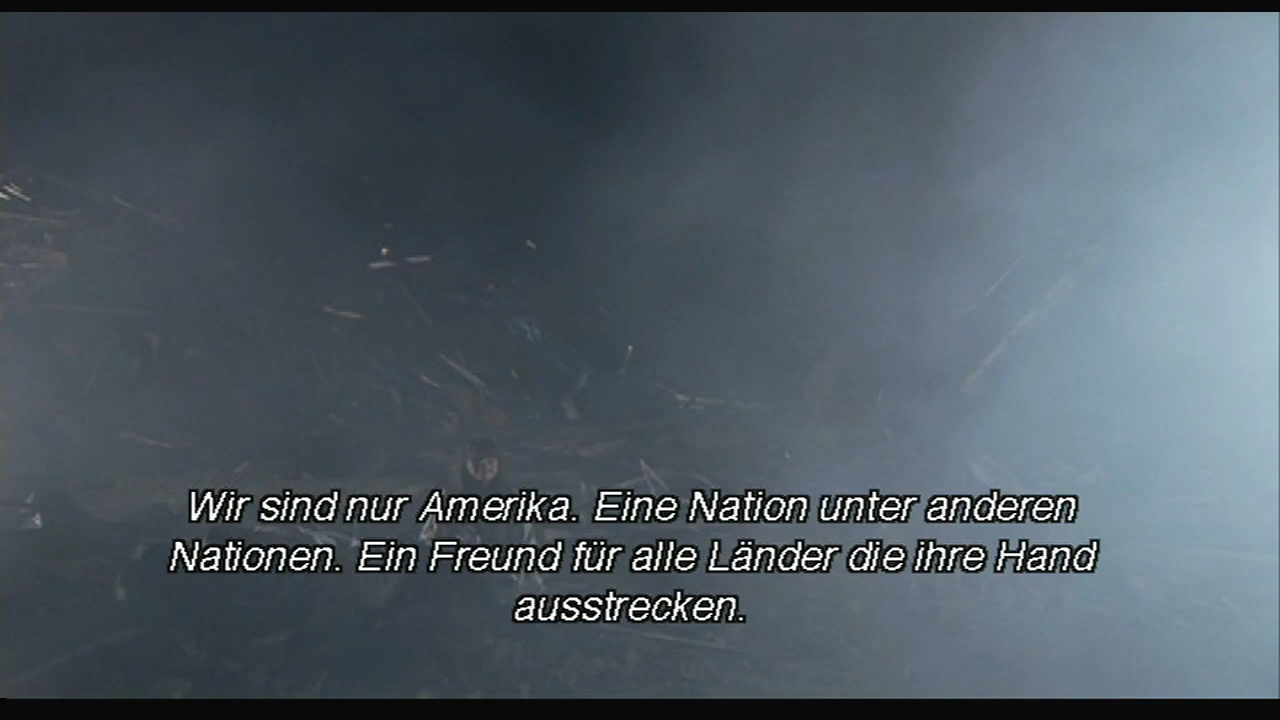 Wir sind nur Amerika. Eine Nation unter anderen
Nationen. Ein Freund für alle Länder die ihre Hand
ausstrecken.